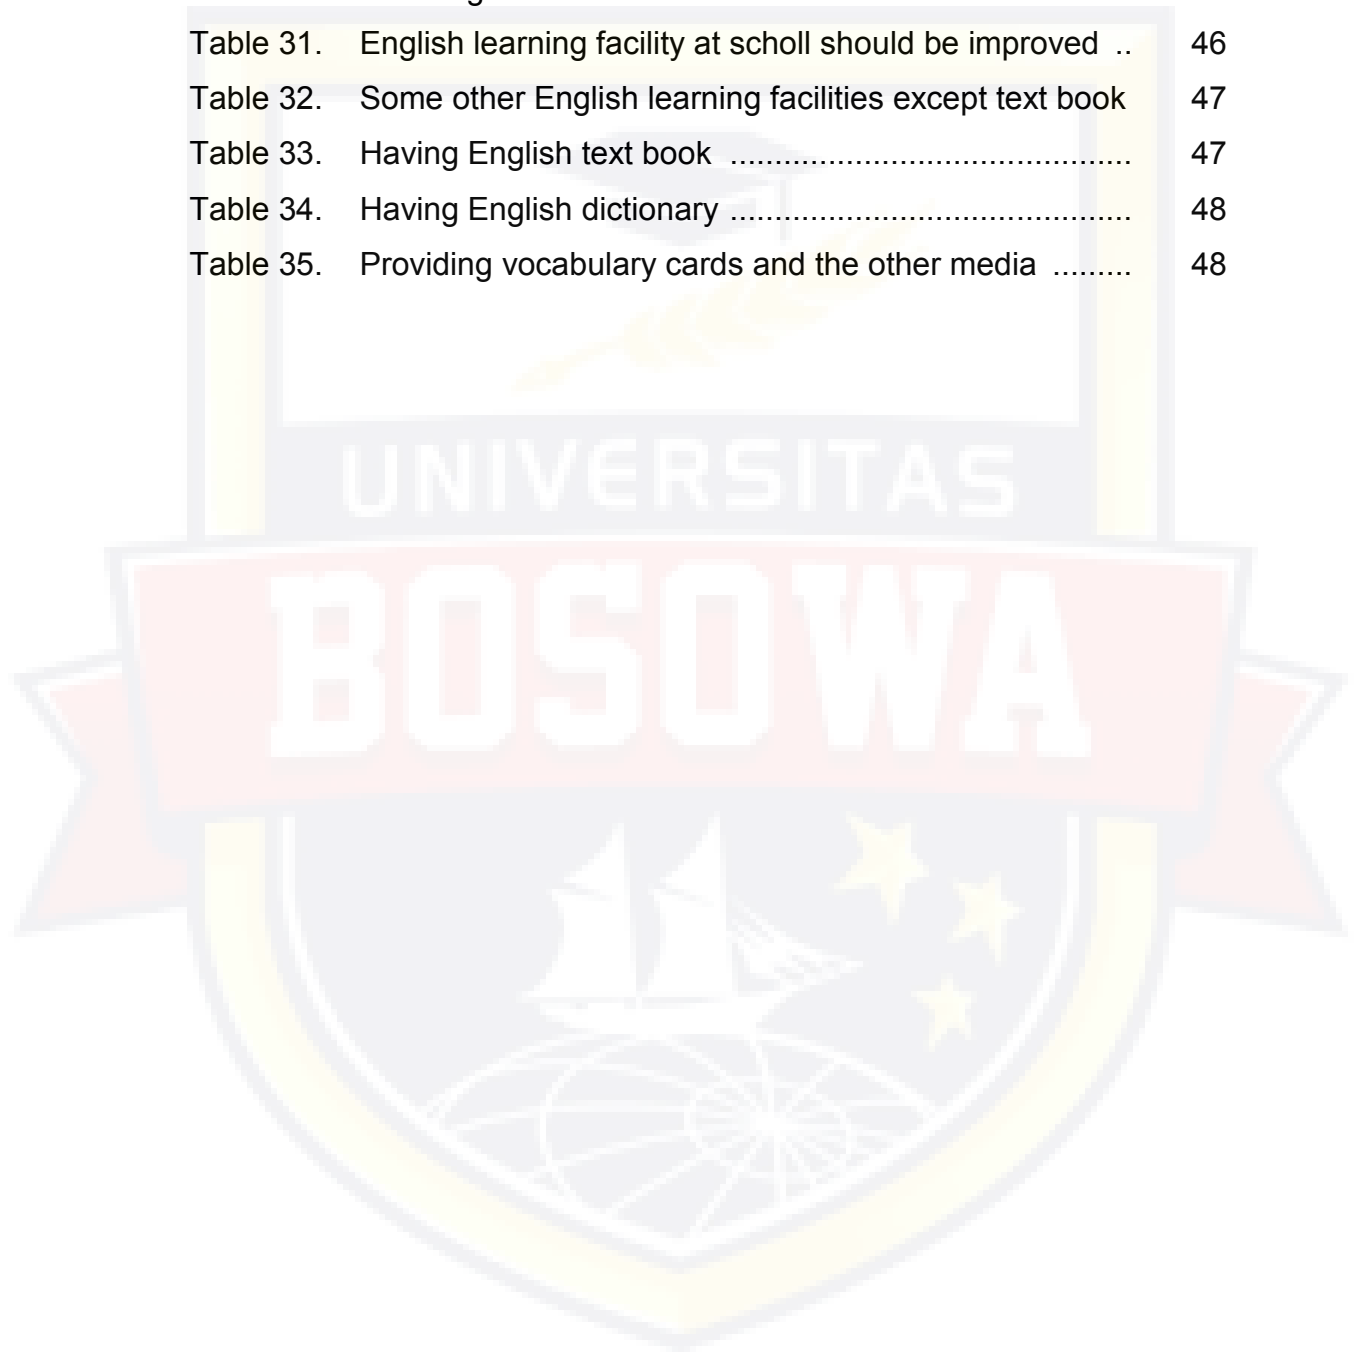 Table 31. English learning facility at scholl should be improved .. 46
Table 32. Some other English learning facilities except text book 47
Table 33. Having English text book ............................................. 47
Table 34. Having English dictionary ............................................. 48
Table 35. Providing vocabulary cards and the other media ......... 48
UNIVERSITAS
BOSOWA